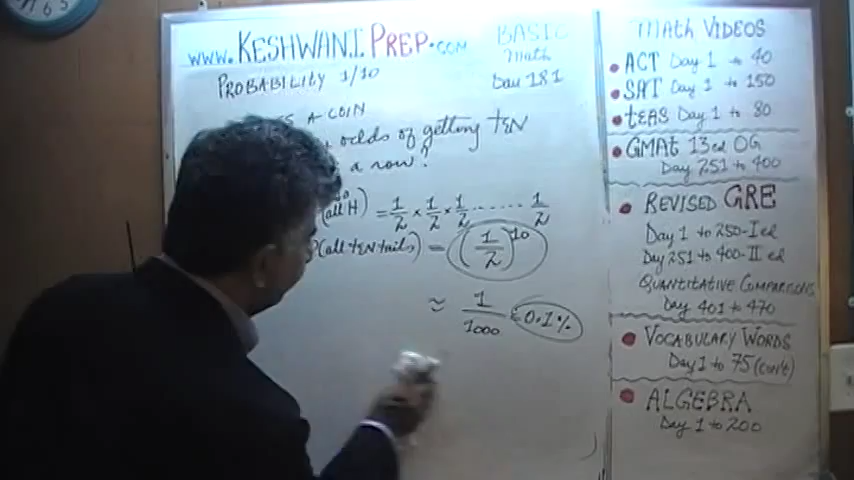 WWW.KESHWANIPREP.COM
BASIC
Math
Day 181
PROBABILITY 1/10
A COIN
odds of getting TEN
a row?
(all H) = 1/2 × 1/2 × 1/2 ...... 1/2
P(all tEN tails) = (1/2)^10
≈ 1/1000 0.1%
Math VIDEOS
ACT Day 1 to 40
SAT Day 1 to 150
tEAS Day 1 to 80
GMAt 13ed OG
Day 251 to 400
REVISED GRE
Day 1 to 250-I ed
Day 251 to 400-II ed
QUANTITATIVE COMPARISONS
Day 401 to 470
VOCABULARY WORDS
Day 1 to 75 (cont)
ALGEBRA
Day 1 to 200